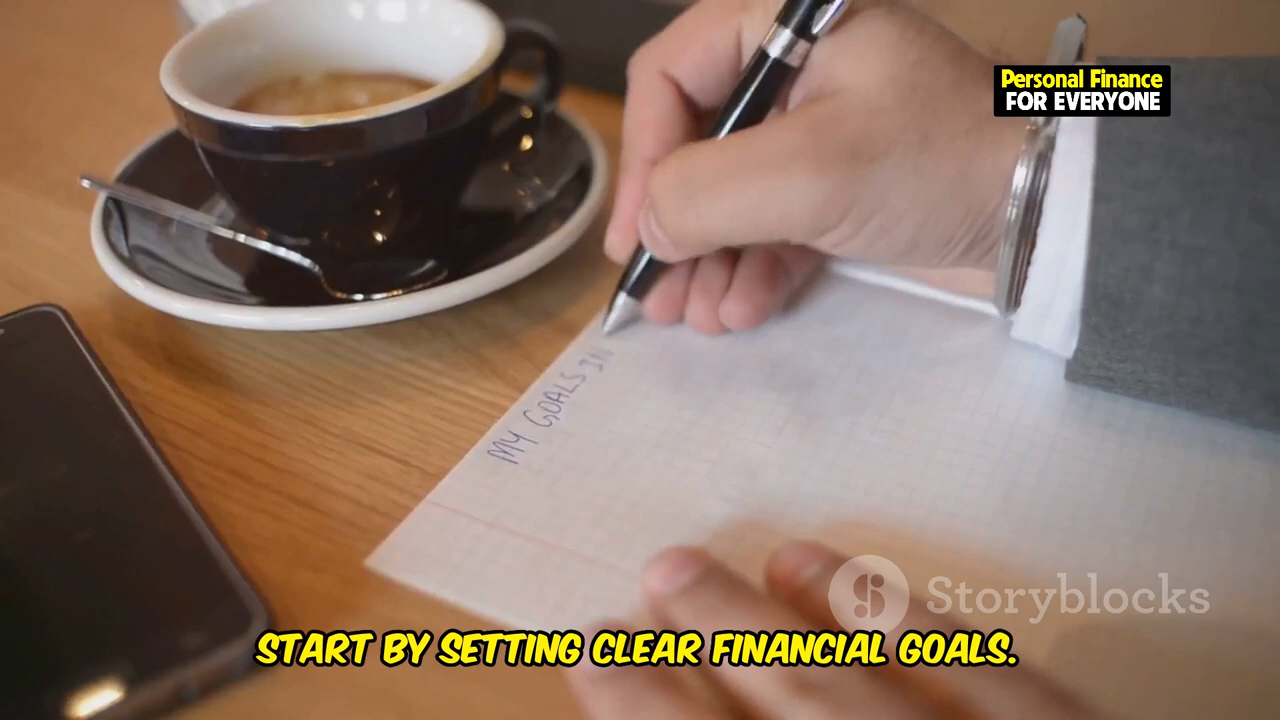 Personal Finance
FOR EVERYONE
MY GOALS IN
Storyblocks
START BY SETTING CLEAR FINANCIAL GOALS.